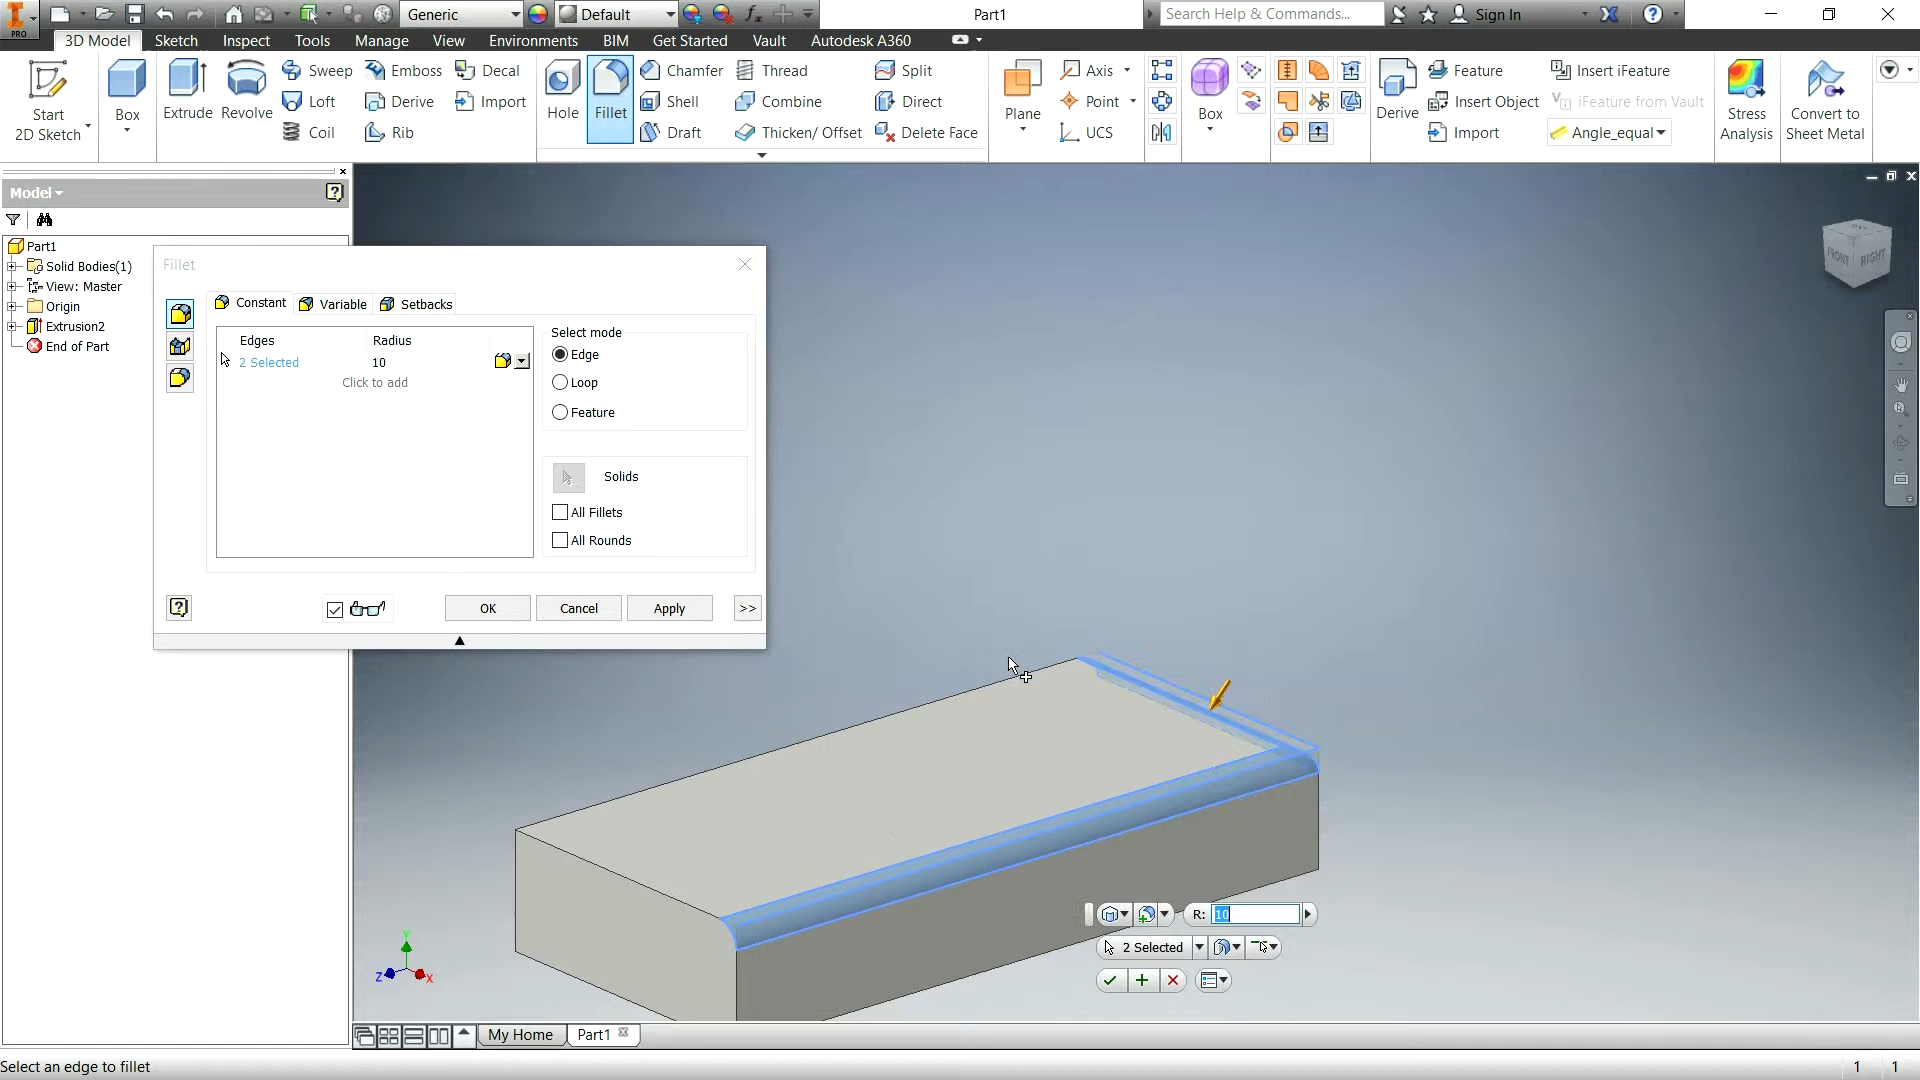 PRO
Generic
Default
fx
Part1
Search Help & Commands...
Sign In
3D Model
Sketch
Inspect
Tools
Manage
View
Environments
BIM
Get Started
Vault
Autodesk A360
Start
2D Sketch
Box
Extrude
Revolve
Sweep
Loft
Coil
Emboss
Derive
Rib
Decal
Import
Hole
Fillet
Chamfer
Shell
Draft
Thread
Combine
Thicken/ Offset
Split
Direct
Delete Face
Plane
Axis
Point
UCS
Box
Derive
Feature
Insert Object
Import
Insert iFeature
iFeature from Vault
Angle_equal
Stress
Analysis
Convert to
Sheet Metal
Model
Part1
Solid Bodies(1)
View: Master
Origin
Extrusion2
End of Part
Fillet
Constant
Variable
Setbacks
Edges Radius
2 Selected 10
Click to add
Select mode
Edge
Loop
Feature
Solids
All Fillets
All Rounds
OK
Cancel
Apply
>>
FRONT
RIGHT
R: 10
2 Selected
Y
Z
X
My Home
Part1
Select an edge to fillet
1 1